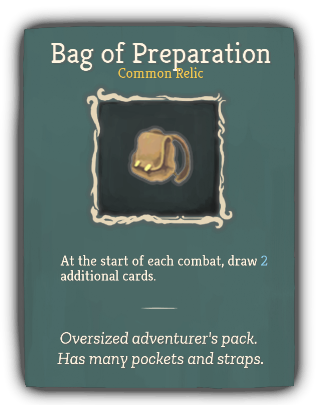 Bag of Preparation
Common Relic
At the start of each combat, draw 2
additional cards.
Oversized adventurer's pack.
Has many pockets and straps.